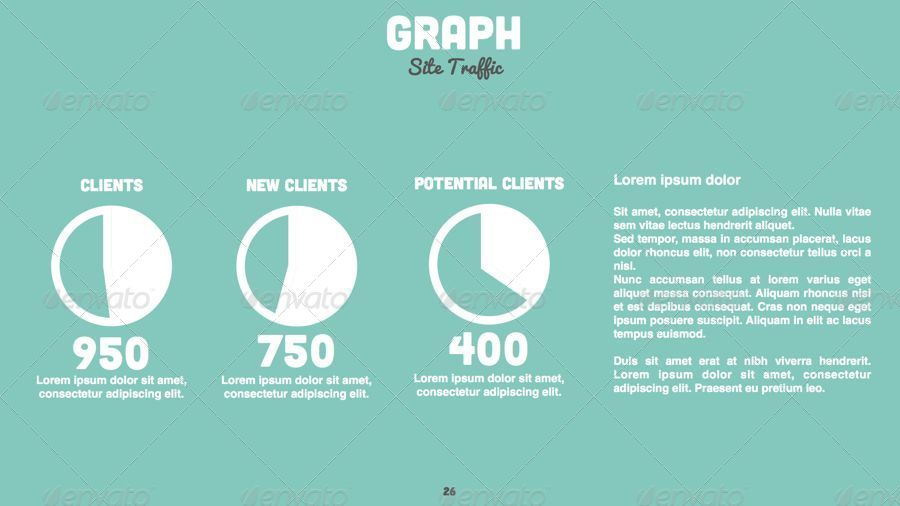 GRAPH
Site Traffic
envato envato envato envato envato
CLIENTS
NEW CLIENTS
POTENTIAL CLIENTS
950
Lorem ipsum dolor sit amet,
consectetur adipiscing elit.
750
Lorem ipsum dolor sit amet,
consectetur adipiscing elit.
400
Lorem ipsum dolor sit amet,
consectetur adipiscing elit.
Lorem ipsum dolor
Sit amet, consectetur adipiscing elit. Nulla vitae
sem vitae lectus hendrerit aliquet.
Sed tempor, massa in accumsan placerat, lacus
dolor rhoncus elit, non consectetur tellus orci a
nisi.
Nunc accumsan tellus at lorem varius eget
aliquet massa consequat. Aliquam rhoncus nisi
et est dapibus consequat. Cras non neque eget
ipsum posuere suscipit. Aliquam in elit ac lacus
tempus euismod.
Duis sit amet erat at nibh viverra hendrerit.
Lorem ipsum dolor sit amet, consectetur
adipiscing elit. Praesent eu pretium leo.
envato envato envato envato envato
26
envato envato envato envato envato